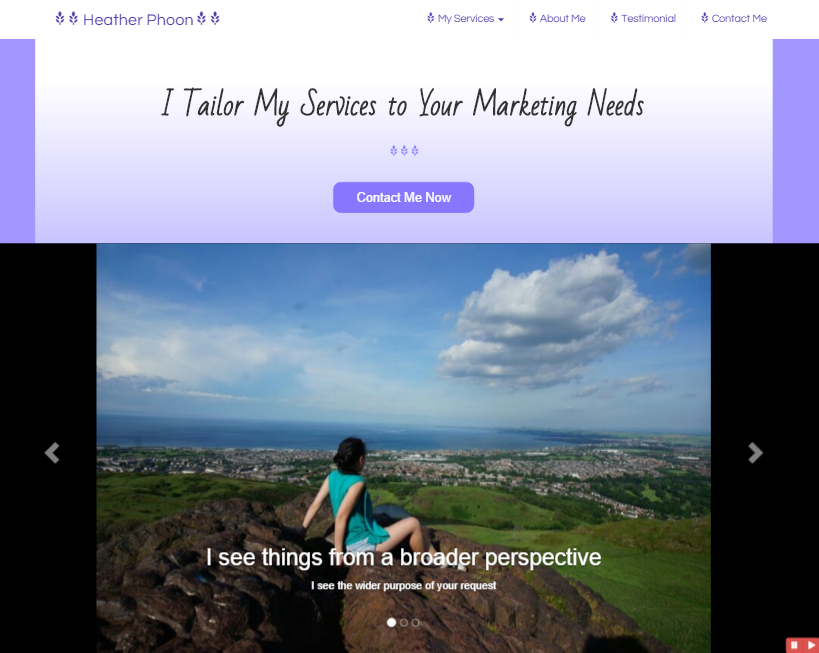 Heather Phoon
My Services About Me Testimonial Contact Me
I Tailor My Services to Your Marketing Needs
Contact Me Now
I see things from a broader perspective
I see the wider purpose of your request